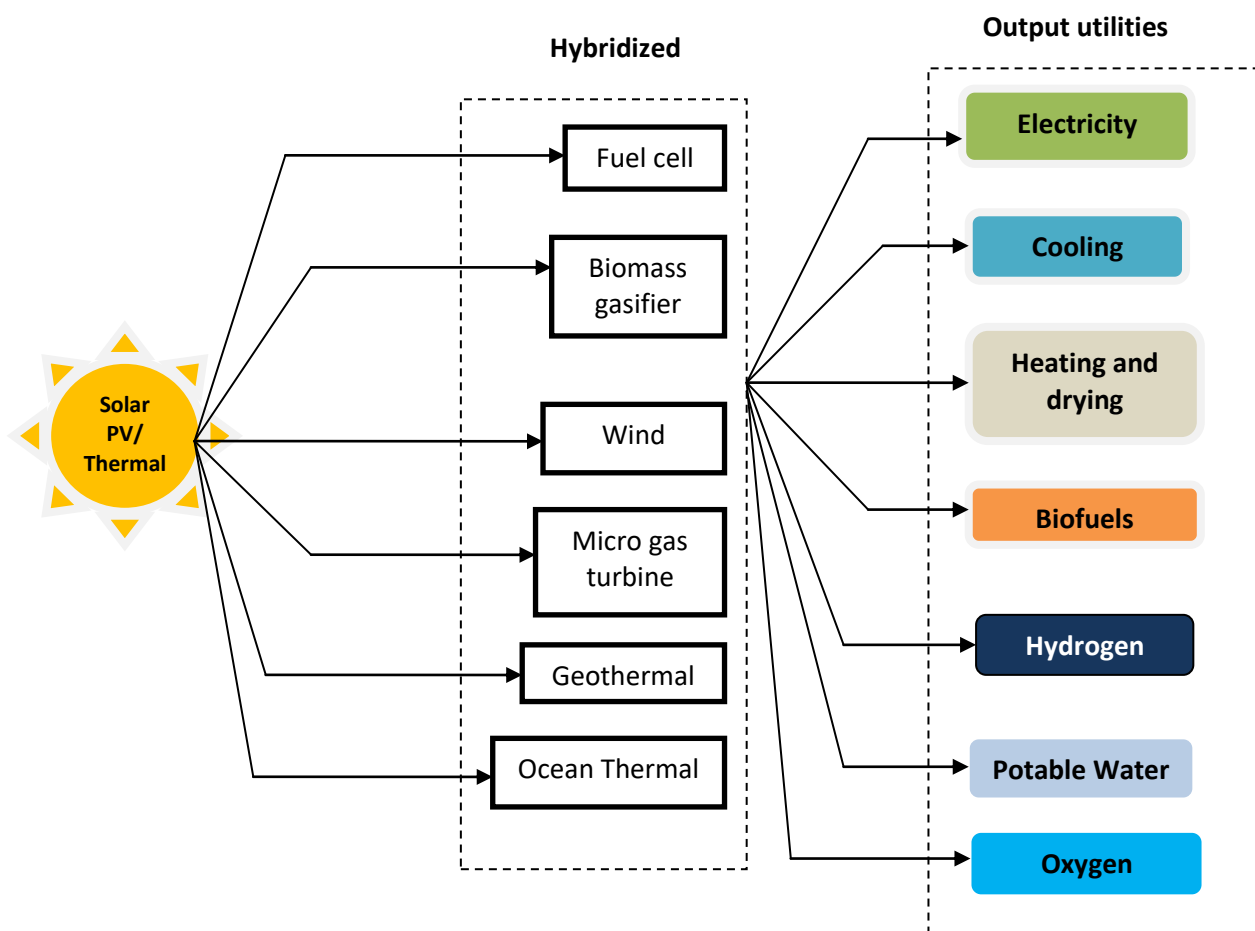 Output utilities
Hybridized
Solar
PV/
Thermal
Fuel cell
Biomass
gasifier
Wind
Micro gas
turbine
Geothermal
Ocean Thermal
Electricity
Cooling
Heating and
drying
Biofuels
Hydrogen
Potable Water
Oxygen